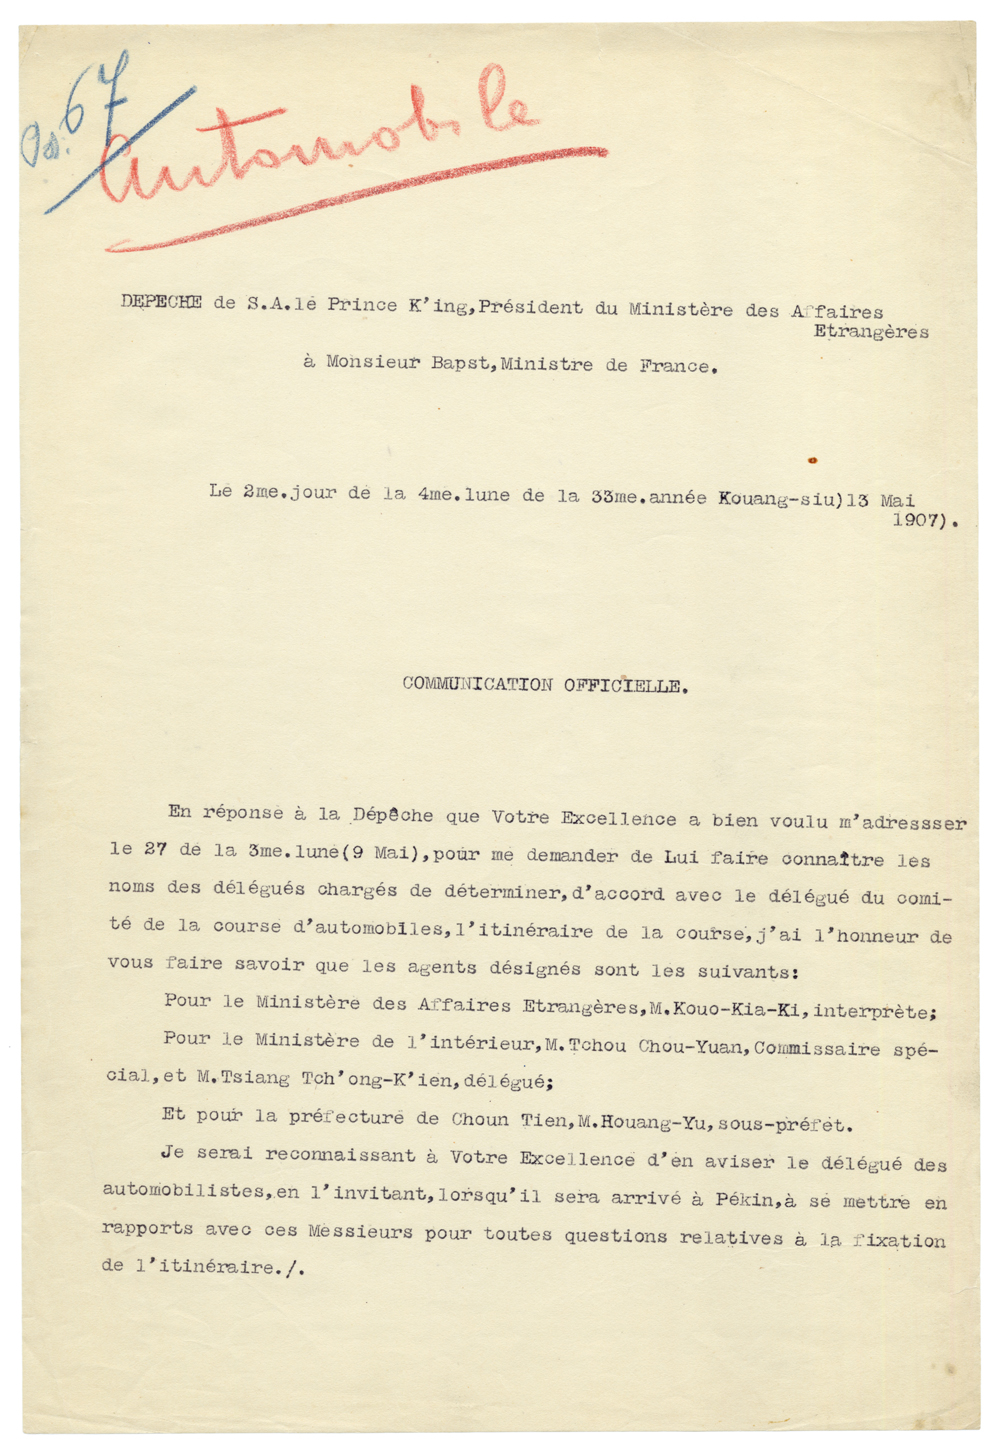 67
Automobile
DEPECHE de S.A.le Prince K'ing,Président du Ministère des Affaires
Etrangères
à Monsieur Bapst,Ministre de France.
Le 2me.jour de la 4me.lune de la 33me.année Kouang-siu)13 Mai
1907).
COMMUNICATION OFFICIELLE.
En réponse à la Dépêche que Votre Excellence a bien voulu m'adressser
le 27 de la 3me.lune(9 Mai),pour me demander de Lui faire connaître les
noms des délégués chargés de déterminer,d'accord avec le délégué du comi-
té de la course d'automobiles,l'itinéraire de la course,j'ai l'honneur de
vous faire savoir que les agents désignés sont les suivants:
Pour le Ministère des Affaires Etrangères,M.Kouo-Kia-Ki,interprète;
Pour le Ministère de l'intérieur,M.Tchou Chou-Yuan,Commissaire spé-
cial,et M.Tsiang Tch'ong-K'ien,délégué;
Et pour la préfecture de Choun Tien,M.Houang-Yu,sous-préfet.
Je serai reconnaissant à Votre Excellence d'en aviser le délégué des
automobilistes,en l'invitant,lorsqu'il sera arrivé à Pékin,à se mettre en
rapports avec ces Messieurs pour toutes questions relatives à la fixation
de l'itinéraire./.